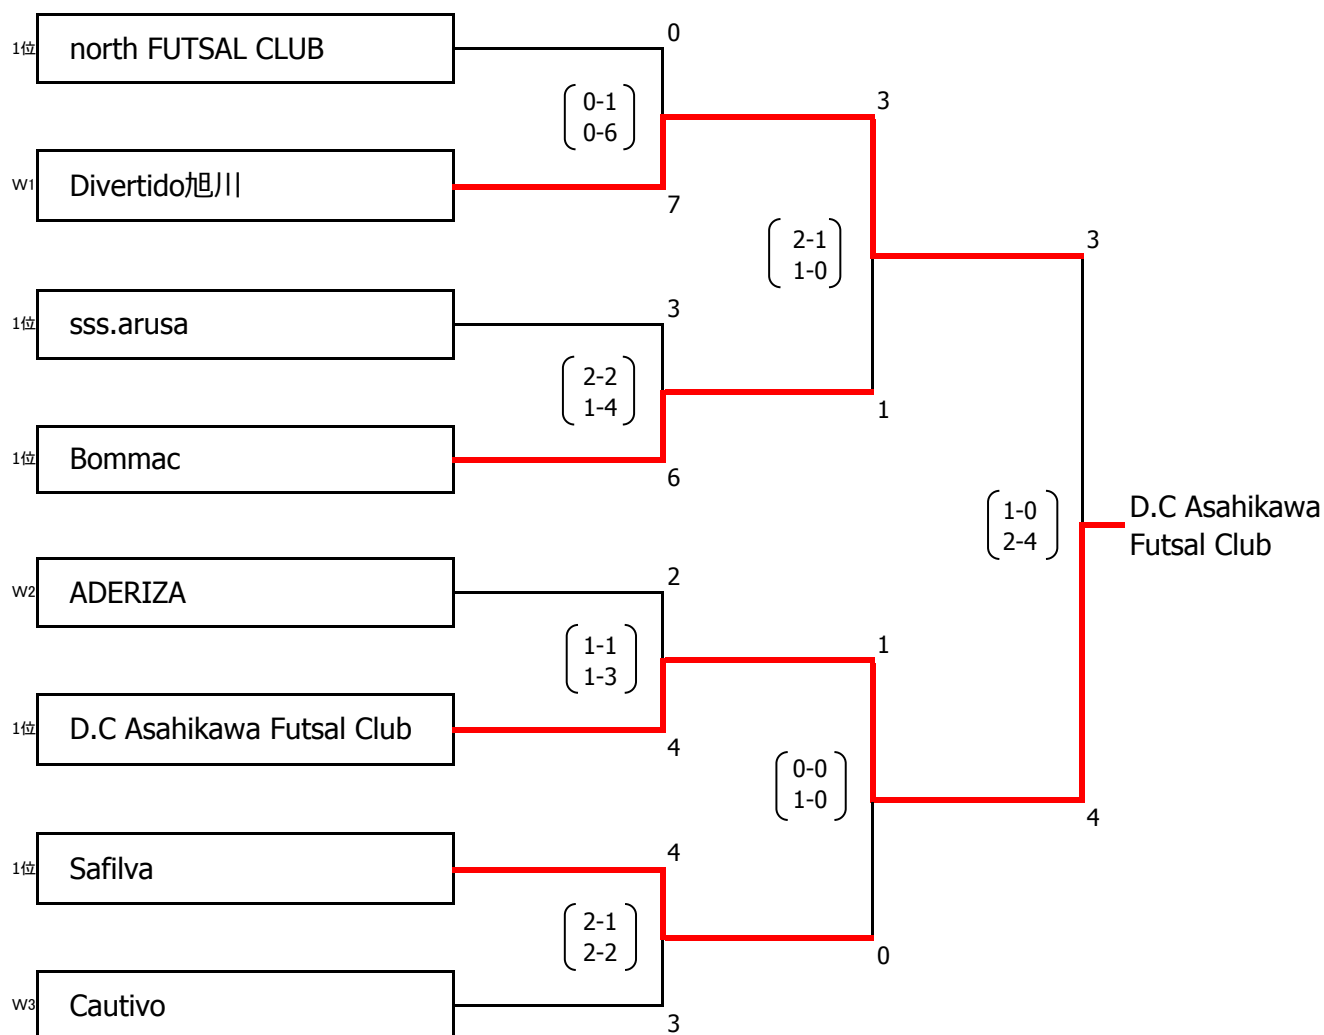 0
1位 north FUTSAL CLUB
0-1
0-6
3
W1 Divertido旭川
7
2-1
1-0
3
3
1位 sss.arusa
2-2
1-4
1
1位 Bommac
6
1-0
2-4
D.C Asahikawa
Futsal Club
2
W2 ADERIZA
1-1
1-3
1
1位 D.C Asahikawa Futsal Club
4
0-0
1-0
4
4
1位 Safilva
2-1
2-2
0
W3 Cautivo
3